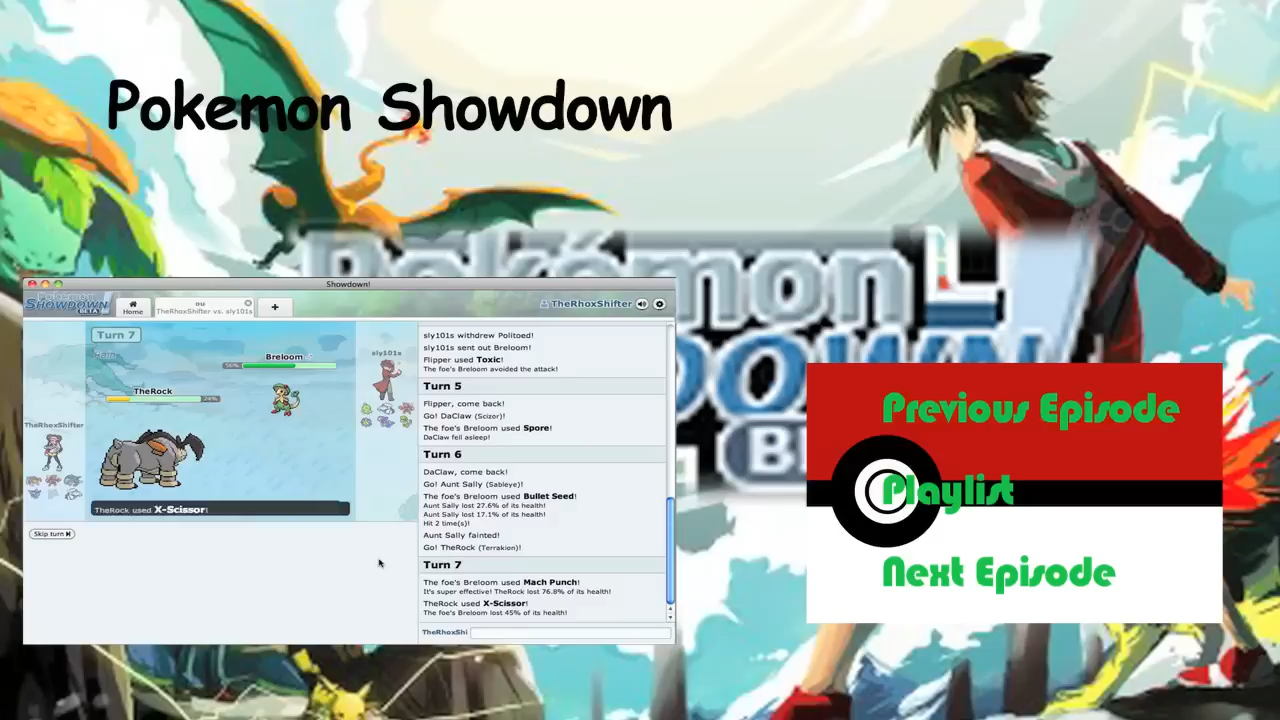 Pokemon Showdown
Pokémon
Showdown!
SHOWDOWN
BETA
Home
ou
TheRhoxShifter vs. sly101s
+
TheRhoxShifter
Turn 7
Breloom
56%
TheRock
24%
TheRhoxShifter
sly101s
TheRock used X-Scissor!
Skip turn
sly101s withdrew Politoed!
sly101s sent out Breloom!
Flipper used Toxic!
The foe's Breloom avoided the attack!
Turn 5
Flipper, come back!
Go! DaClaw (Scizor)!
The foe's Breloom used Spore!
DaClaw fell asleep!
Turn 6
DaClaw, come back!
Go! Aunt Sally (Sableye)!
The foe's Breloom used Bullet Seed!
Aunt Sally lost 27.6% of its health!
Aunt Sally lost 17.1% of its health!
Hit 2 time(s)!
Aunt Sally fainted!
Go! TheRock (Terrakion)!
Turn 7
The foe's Breloom used Mach Punch!
It's super effective! TheRock lost 76.8% of its health!
TheRock used X-Scissor!
The foe's Breloom lost 45% of its health!
TheRhoxShi
Previous Episode
Playlist
Next Episode